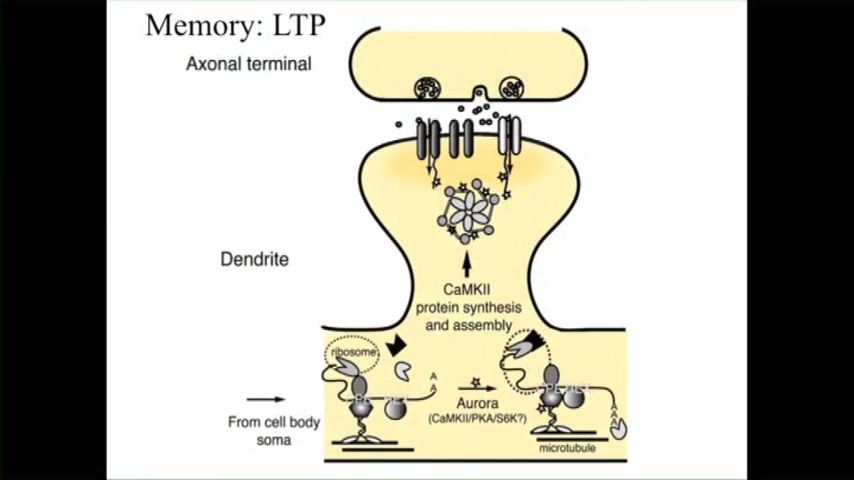 Memory: LTP
Axonal terminal
Dendrite
CaMKII
protein synthesis
and assembly
ribosome
A
A
Aurora
(CaMKII/PKA/S6K?)
From cell body
soma
A
A
A
microtubule